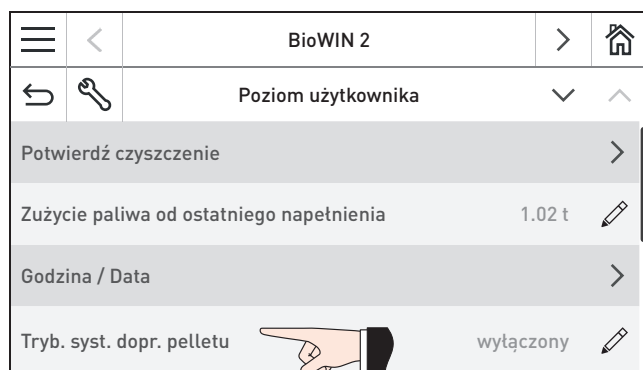 BioWIN 2
Poziom użytkownika
Potwierdź czyszczenie
Zużycie paliwa od ostatniego napełnienia 1.02 t
Godzina / Data
Tryb. syst. dopr. pelletu wyłączony